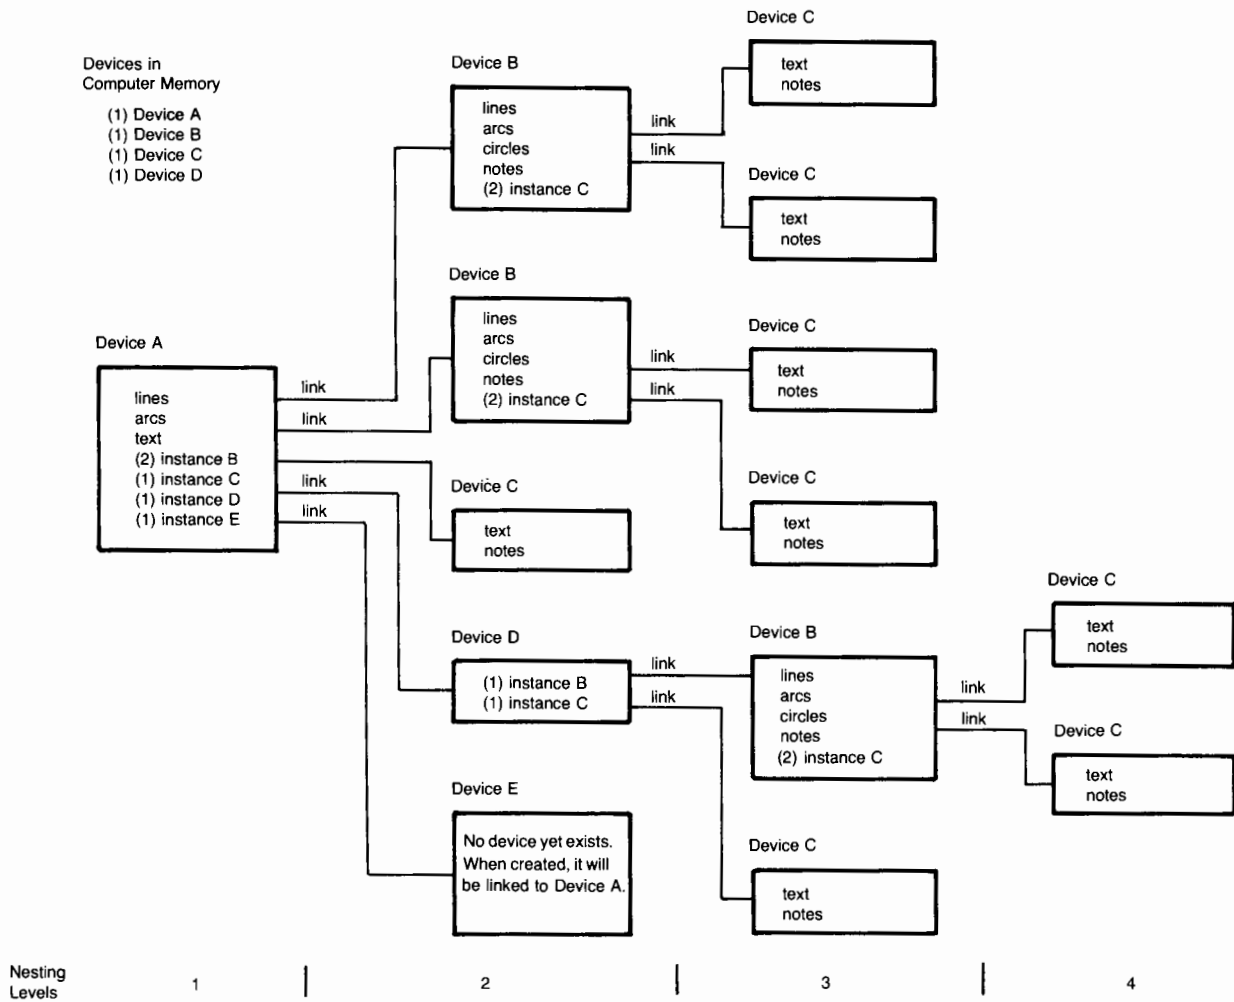 Devices in
Computer Memory
(1) Device A
(1) Device B
(1) Device C
(1) Device D
Device A
lines
arcs
text
(2) instance B
(1) instance C
(1) instance D
(1) instance E
link
link
link
link
Device B
lines
arcs
circles
notes
(2) instance C
link
link
Device B
lines
arcs
circles
notes
(2) instance C
link
link
Device C
text
notes
Device D
(1) instance B
(1) instance C
link
link
Device E
No device yet exists.
When created, it will
be linked to Device A.
Device C
text
notes
Device C
text
notes
Device C
text
notes
Device C
text
notes
Device B
lines
arcs
circles
notes
(2) instance C
link
link
Device C
text
notes
Device C
text
notes
Device C
text
notes
Nesting
Levels
1
2
3
4